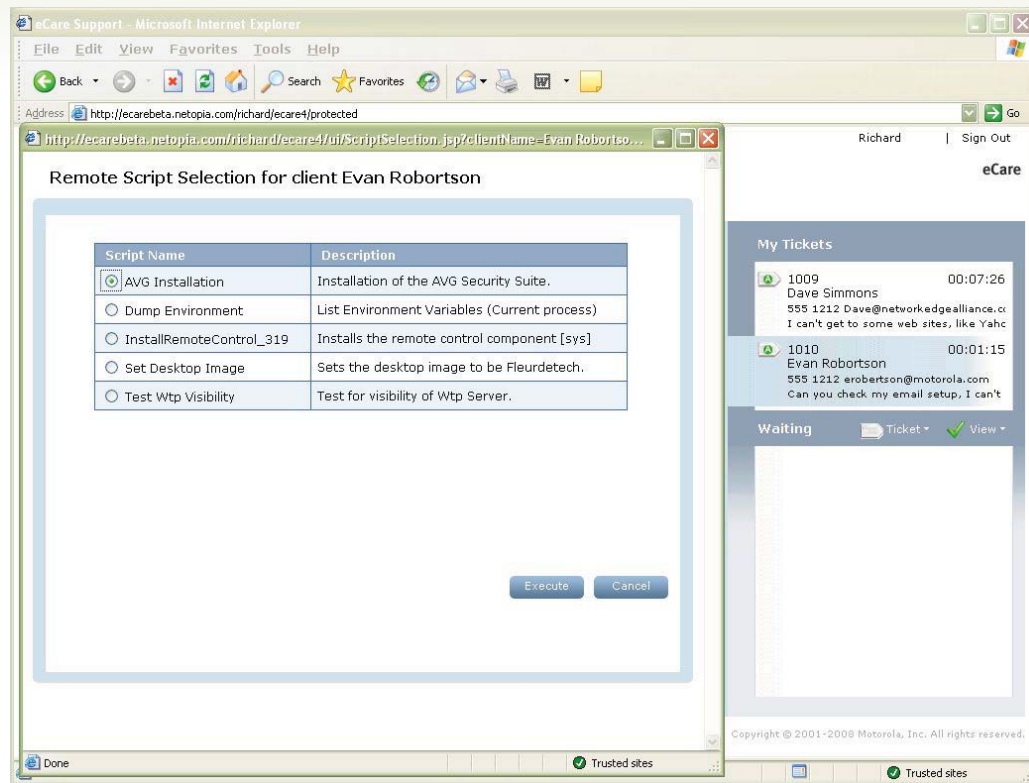 eCare Support - Microsoft Internet Explorer
File Edit View Favorites Tools Help
Back Search Favorites
Address http://ecarebeta.netopia.com/richard/ecare4/protected Go
http://ecarebeta.netopia.com/richard/ecare4/ui/ScriptSelection.jsp?clientName=Evan Robortso...
Richard | Sign Out
eCare
Remote Script Selection for client Evan Robortson
Script Name Description
AVG Installation Installation of the AVG Security Suite.
Dump Environment List Environment Variables (Current process)
InstallRemoteControl_319 Installs the remote control component [sys]
Set Desktop Image Sets the desktop image to be Fleurdetech.
Test Wtp Visibility Test for visibility of Wtp Server.
Execute Cancel
My Tickets
1009 00:07:26
Dave Simmons
555 1212 Dave@networkedgealliance.cc
I can't get to some web sites, like Yahc
1010 00:01:15
Evan Robortson
555 1212 erobertson@motorola.com
Can you check my email setup, I can't
Waiting Ticket View
Copyright © 2001-2008 Motorola, Inc. All rights reserved.
Done Trusted sites
Trusted sites